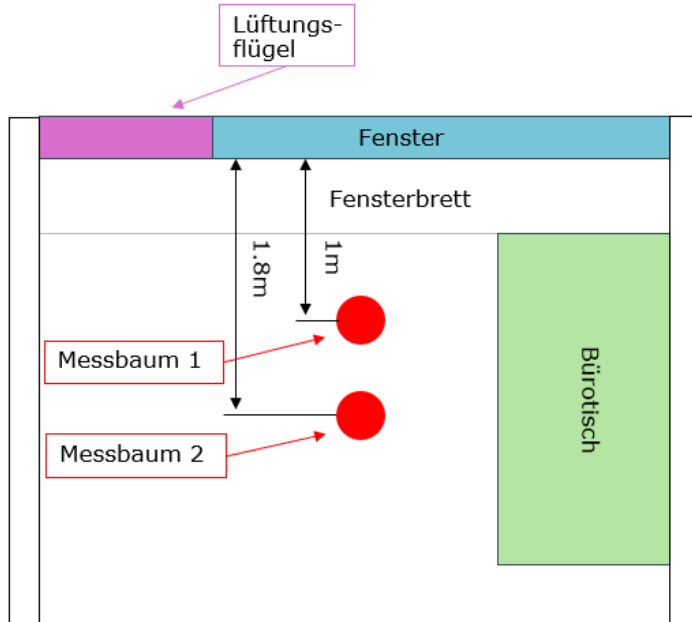 Lüftungs-
flügel
Fenster
Fensterbrett
1m
1.8m
Messbaum 1
Messbaum 2
Bürotisch